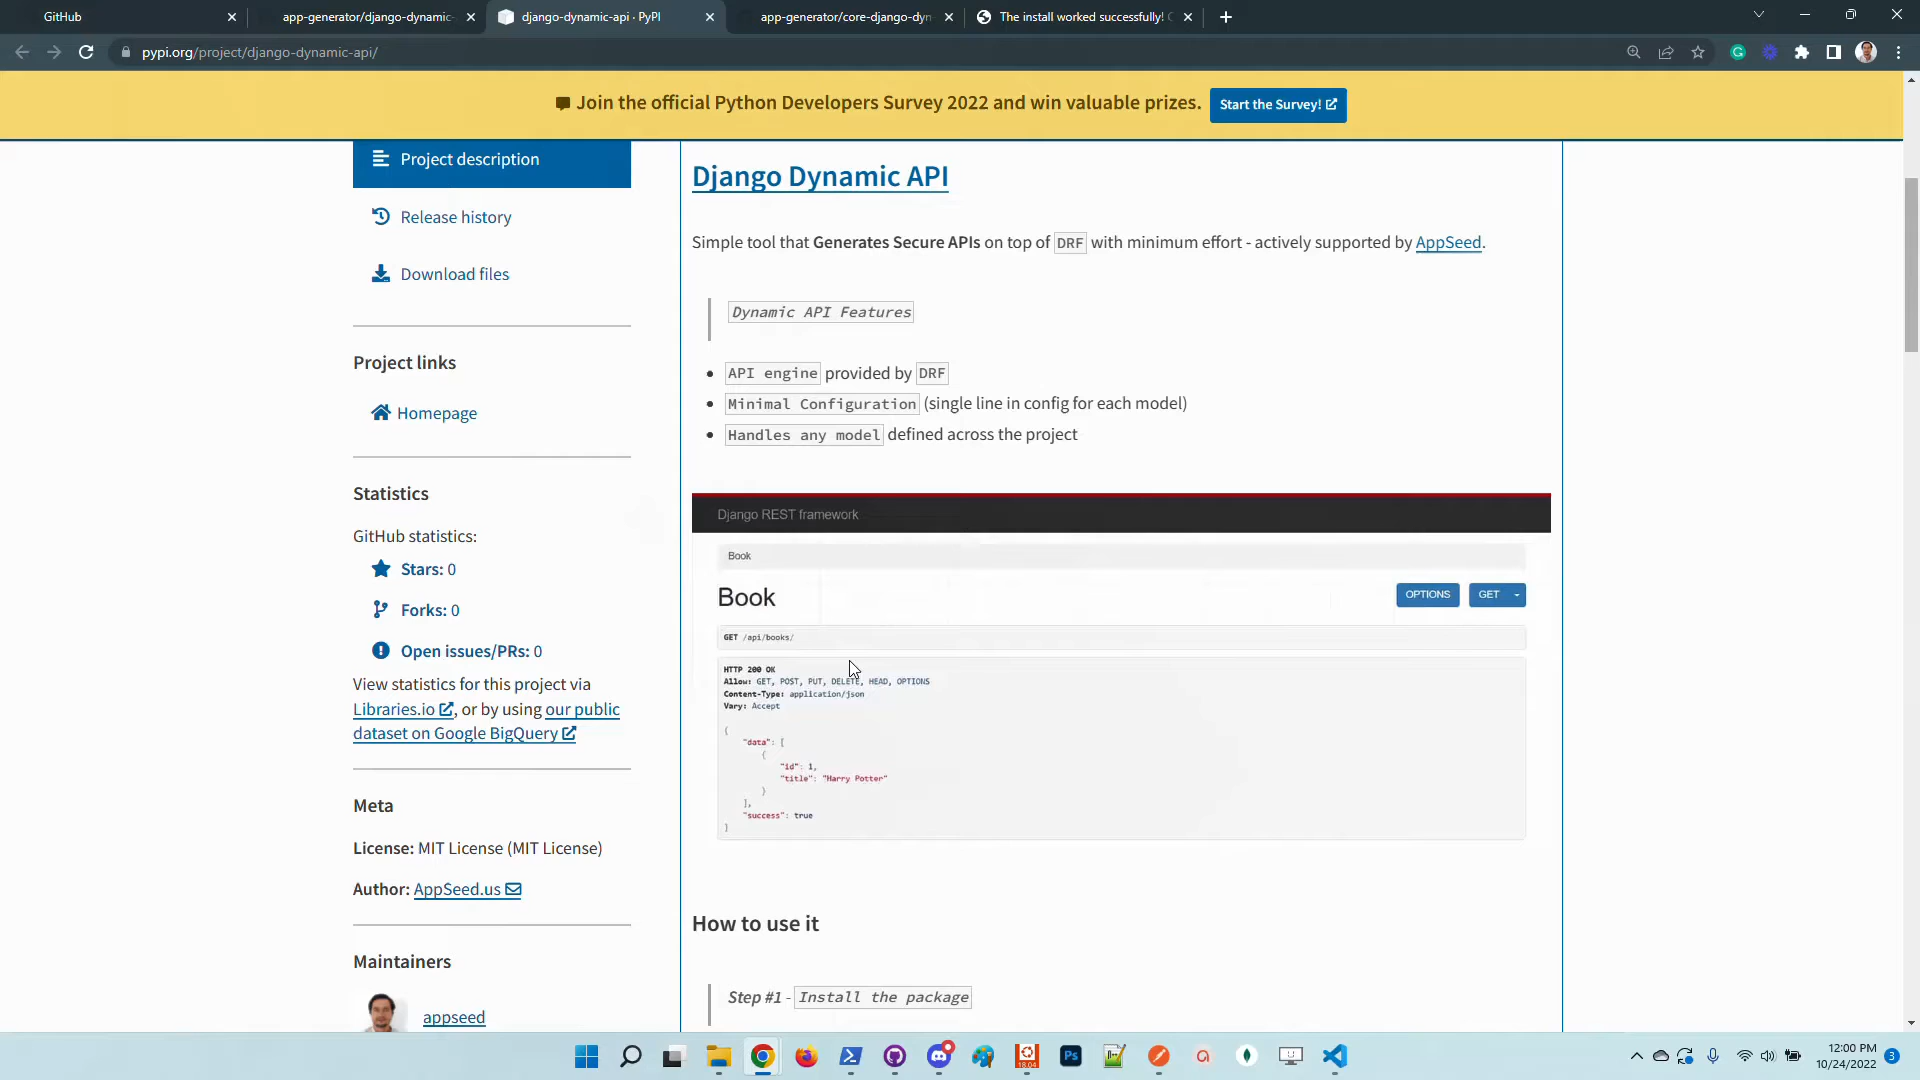 GitHub
app-generator/django-dynamic-
django-dynamic-api · PyPI
app-generator/core-django-dyn
The install worked successfully!
pypi.org/project/django-dynamic-api/
Join the official Python Developers Survey 2022 and win valuable prizes.
Start the Survey!
Project description
Release history
Download files
Project links
Homepage
Statistics
GitHub statistics:
Stars: 0
Forks: 0
Open issues/PRs: 0
View statistics for this project via
Libraries.io, or by using our public
dataset on Google BigQuery
Meta
License: MIT License (MIT License)
Author: AppSeed.us
Maintainers
appseed
Django Dynamic API
Simple tool that Generates Secure APIs on top of DRF with minimum effort - actively supported by AppSeed.
Dynamic API Features
API engine provided by DRF
Minimal Configuration (single line in config for each model)
Handles any model defined across the project
Django REST framework
Book
Book
OPTIONS
GET
GET /api/books/
HTTP 200 OK
Allow: GET, POST, PUT, DELETE, HEAD, OPTIONS
Content-Type: application/json
Vary: Accept
{
"data": [
{
"id": 1,
"title": "Harry Potter"
}
],
"success": true
}
How to use it
Step #1 - Install the package
Ps
18.04
12:00 PM
10/24/2022
3